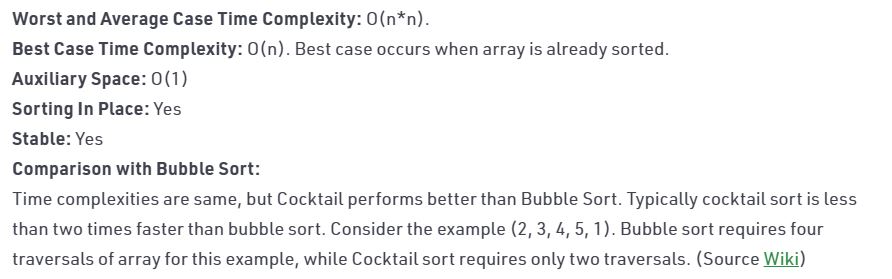 Worst and Average Case Time Complexity: O(n*n).
Best Case Time Complexity: O(n). Best case occurs when array is already sorted.
Auxiliary Space: O(1)
Sorting In Place: Yes
Stable: Yes
Comparison with Bubble Sort:
Time complexities are same, but Cocktail performs better than Bubble Sort. Typically cocktail sort is less
than two times faster than bubble sort. Consider the example (2, 3, 4, 5, 1). Bubble sort requires four
traversals of array for this example, while Cocktail sort requires only two traversals. (Source Wiki)